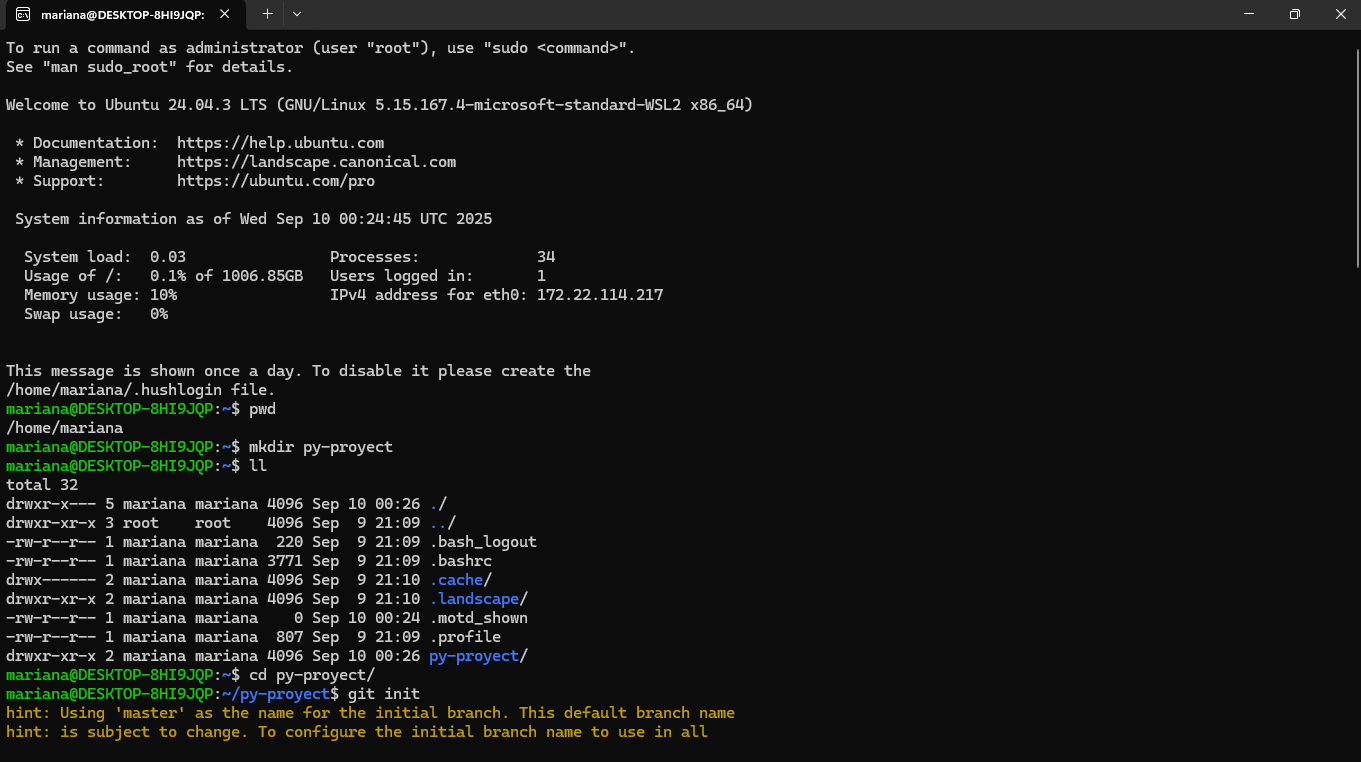 mariana@DESKTOP-8HI9JQP:
To run a command as administrator (user "root"), use "sudo <command>".
See "man sudo_root" for details.
Welcome to Ubuntu 24.04.3 LTS (GNU/Linux 5.15.167.4-microsoft-standard-WSL2 x86_64)
* Documentation:  https://help.ubuntu.com
* Management:     https://landscape.canonical.com
* Support:        https://ubuntu.com/pro
System information as of Wed Sep 10 00:24:45 UTC 2025
System load:  0.03                Processes:             34
Usage of /:   0.1% of 1006.85GB   Users logged in:       1
Memory usage: 10%                 IPv4 address for eth0: 172.22.114.217
Swap usage:   0%
This message is shown once a day. To disable it please create the
/home/mariana/.hushlogin file.
mariana@DESKTOP-8HI9JQP:~$ pwd
/home/mariana
mariana@DESKTOP-8HI9JQP:~$ mkdir py-proyect
mariana@DESKTOP-8HI9JQP:~$ ll
total 32
drwxr-x--- 5 mariana mariana 4096 Sep 10 00:26 ./
drwxr-xr-x 3 root    root    4096 Sep  9 21:09 ../
-rw-r--r-- 1 mariana mariana  220 Sep  9 21:09 .bash_logout
-rw-r--r-- 1 mariana mariana 3771 Sep  9 21:09 .bashrc
drwx------ 2 mariana mariana 4096 Sep  9 21:10 .cache/
drwxr-xr-x 2 mariana mariana 4096 Sep  9 21:10 .landscape/
-rw-r--r-- 1 mariana mariana    0 Sep 10 00:24 .motd_shown
-rw-r--r-- 1 mariana mariana  807 Sep  9 21:09 .profile
drwxr-xr-x 2 mariana mariana 4096 Sep 10 00:26 py-proyect/
mariana@DESKTOP-8HI9JQP:~$ cd py-proyect/
mariana@DESKTOP-8HI9JQP:~/py-proyect$ git init
hint: Using 'master' as the name for the initial branch. This default branch name
hint: is subject to change. To configure the initial branch name to use in all